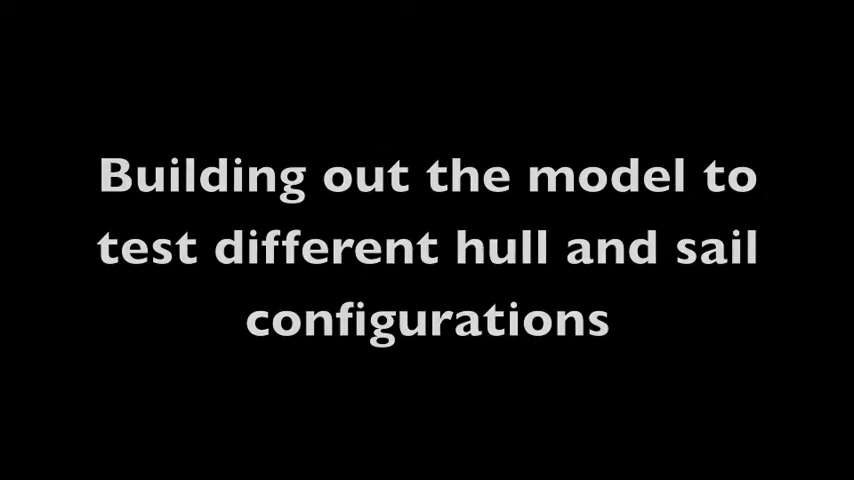 Building out the model to
test different hull and sail
configurations